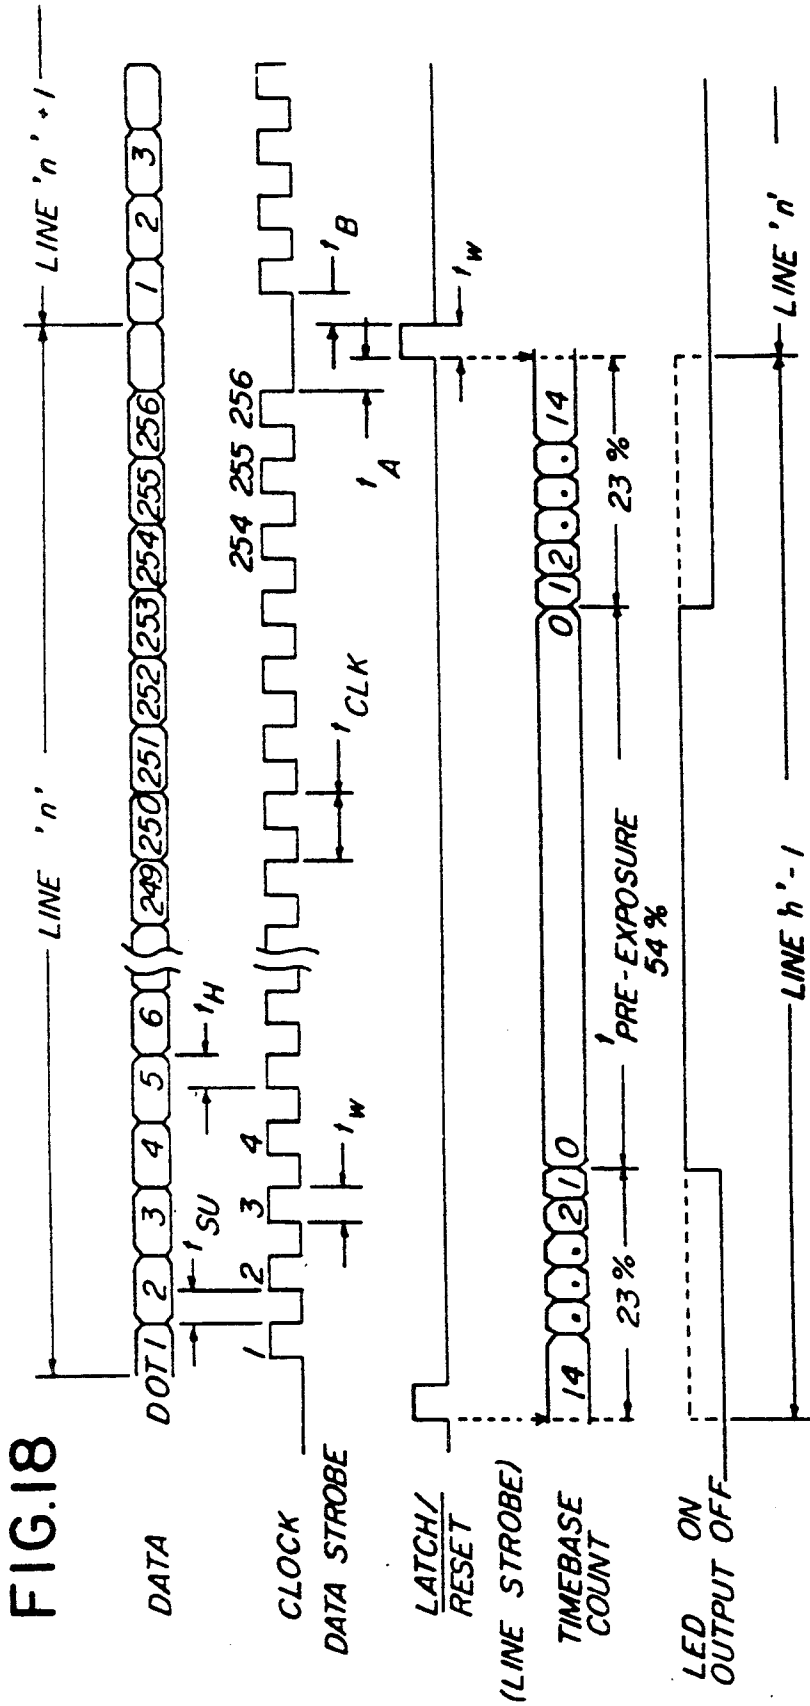 FIG.18
LINE 'n'
LINE 'n' + 1
DATA
DOT 1 2 3 4 5 6 249 250 251 252 253 254 255 256 1 2 3
tSU
tH
CLOCK
DATA STROBE
1 2 3 4 254 255 256
tW
tCLK
tA
tB
LATCH/
RESET
(LINE STROBE)
tW
TIMEBASE
COUNT
14 . . . 2 1 0 0 1 2 . . . 14
23%
tPRE-EXPOSURE
54%
23%
LED ON
OUTPUT OFF
LINE h'-1
LINE 'n'